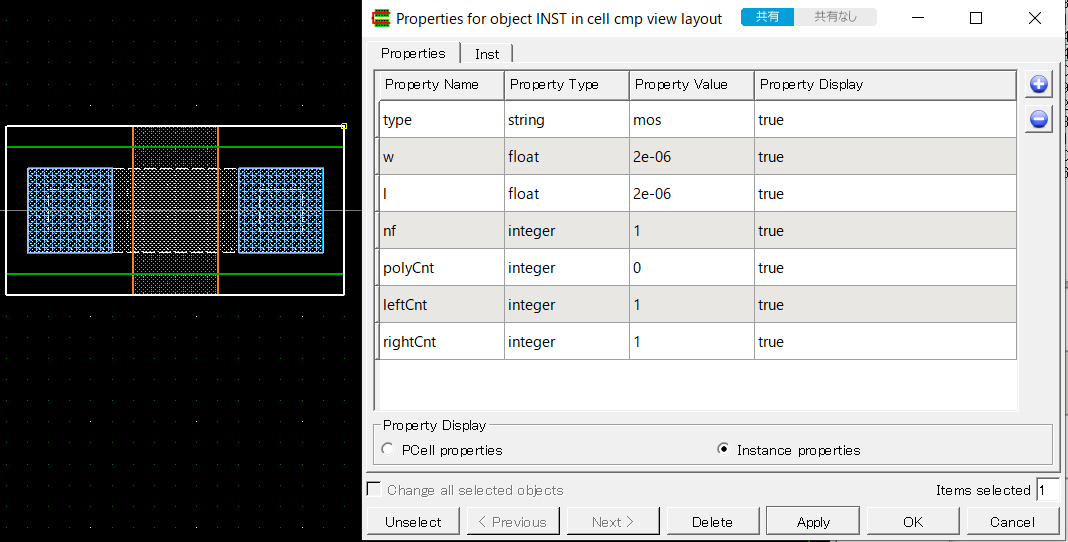 Properties for object INST in cell cmp view layout
共有 共有なし
Properties Inst
Property Name Property Type Property Value Property Display
type string mos true
w float 2e-06 true
l float 2e-06 true
nf integer 1 true
polyCnt integer 0 true
leftCnt integer 1 true
rightCnt integer 1 true
Property Display
PCell properties Instance properties
Change all selected objects Items selected 1
Unselect < Previous Next > Delete Apply OK Cancel